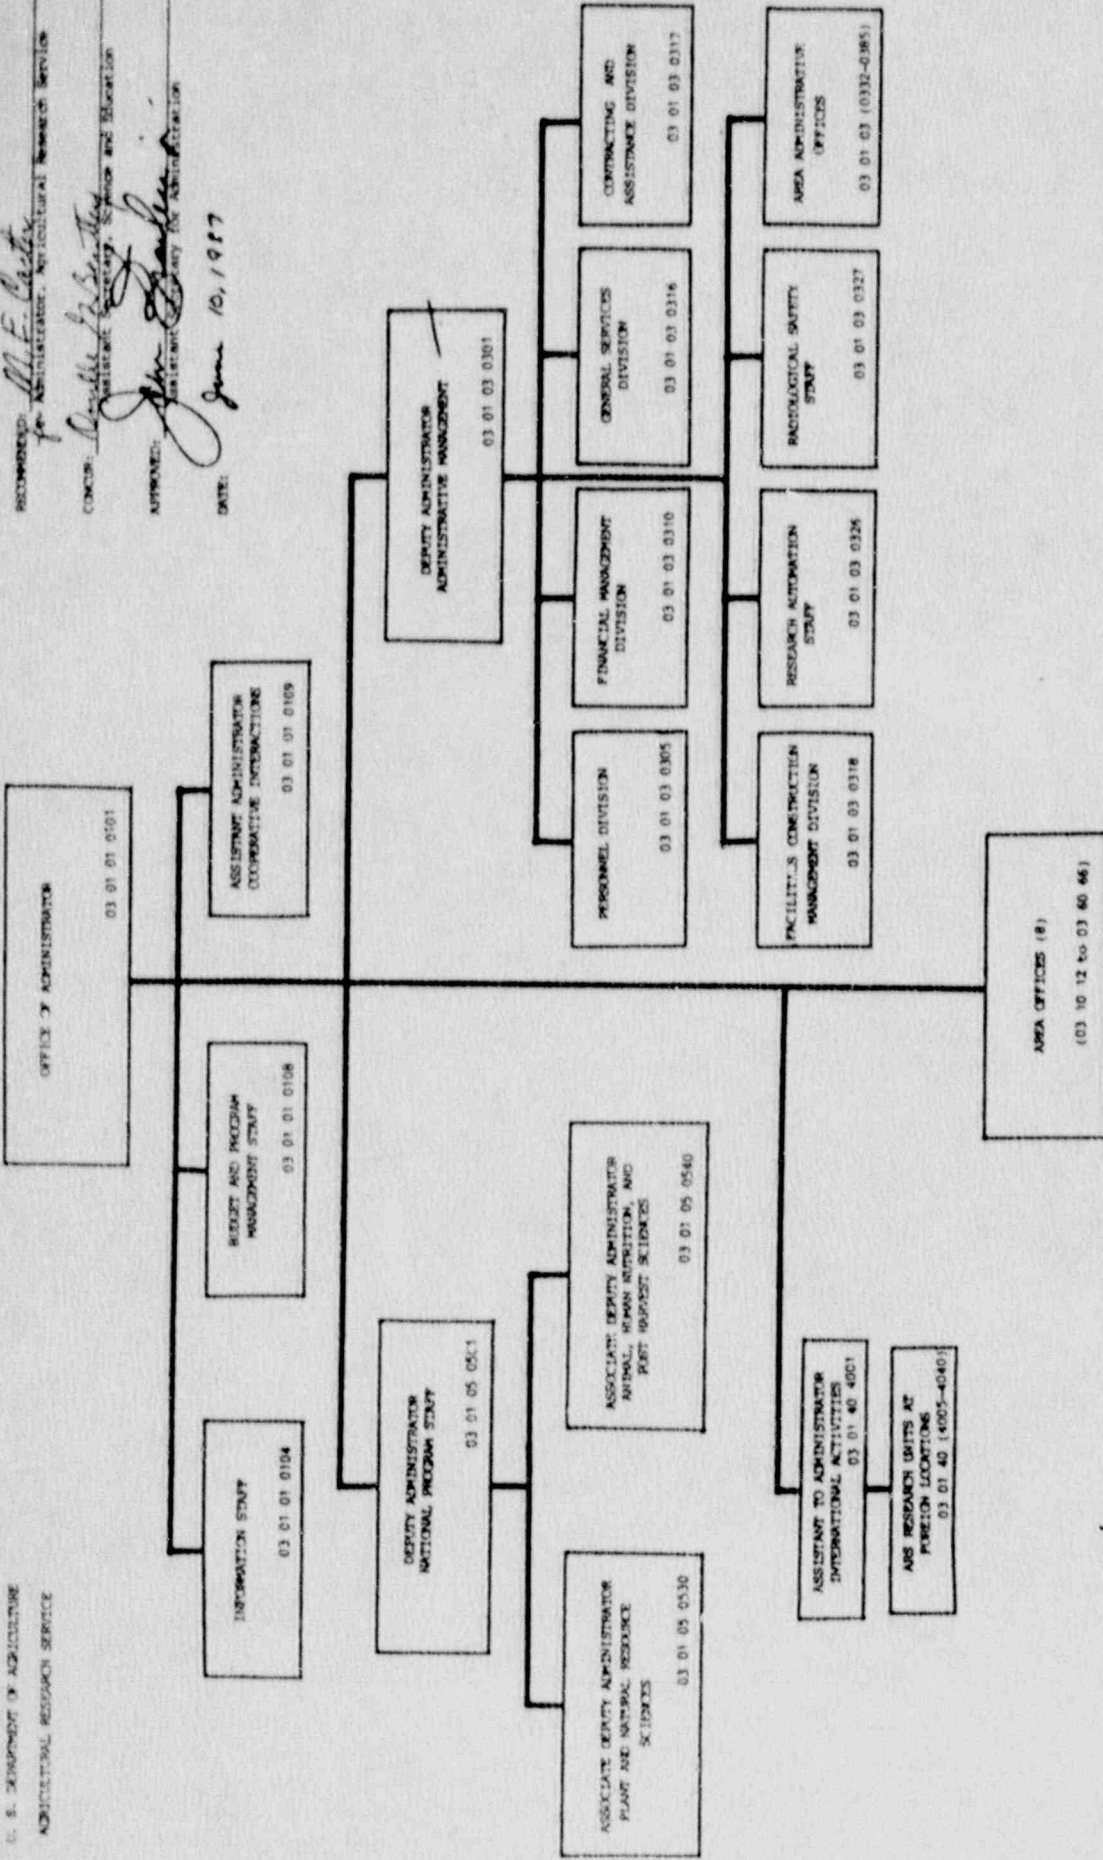 U. S. DEPARTMENT OF AGRICULTURE
AGRICULTURAL RESEARCH SERVICE
RECOMMENDED: M. E. Carter
for Administrator, Agricultural Research Service
CONCUR:
Assistant Secretary, Science and Education
APPROVED: John
Assistant Secretary for Administration
DATE: June 10, 1987
OFFICE OF ADMINISTRATOR
03 01 01 0101
INFORMATION STAFF
03 01 01 0104
BUDGET AND PROGRAM
MANAGEMENT STAFF
03 01 01 0108
ASSISTANT ADMINISTRATOR
COOPERATIVE INTERACTIONS
03 01 01 0109
DEPUTY ADMINISTRATOR
NATIONAL PROGRAM STAFF
03 01 05 0501
DEPUTY ADMINISTRATOR
ADMINISTRATIVE MANAGEMENT
03 01 03 0301
ASSOCIATE DEPUTY ADMINISTRATOR
PLANT AND NATURAL RESOURCE
SCIENCES
03 01 05 0530
ASSOCIATE DEPUTY ADMINISTRATOR
ANIMAL, HUMAN NUTRITION, AND
POST HARVEST SCIENCES
03 01 05 0540
PERSONNEL DIVISION
03 01 03 0305
FINANCIAL MANAGEMENT
DIVISION
03 01 03 0310
GENERAL SERVICES
DIVISION
03 01 03 0316
CONTRACTING AND
ASSISTANCE DIVISION
03 01 03 0317
FACILITIES CONSTRUCTION
MANAGEMENT DIVISION
03 01 03 0318
RESEARCH AUTOMATION
STAFF
03 01 03 0326
RADIOLOGICAL SAFETY
STAFF
03 01 03 0327
AREA ADMINISTRATIVE
OFFICES
03 01 03 (0332-0385)
ASSISTANT TO ADMINISTRATOR
INTERNATIONAL ACTIVITIES
03 01 40 4001
ARS RESEARCH UNITS AT
FOREIGN LOCATIONS
03 01 40 (4005-4040)
AREA OFFICES (8)
(03 10 12 to 03 60 66)